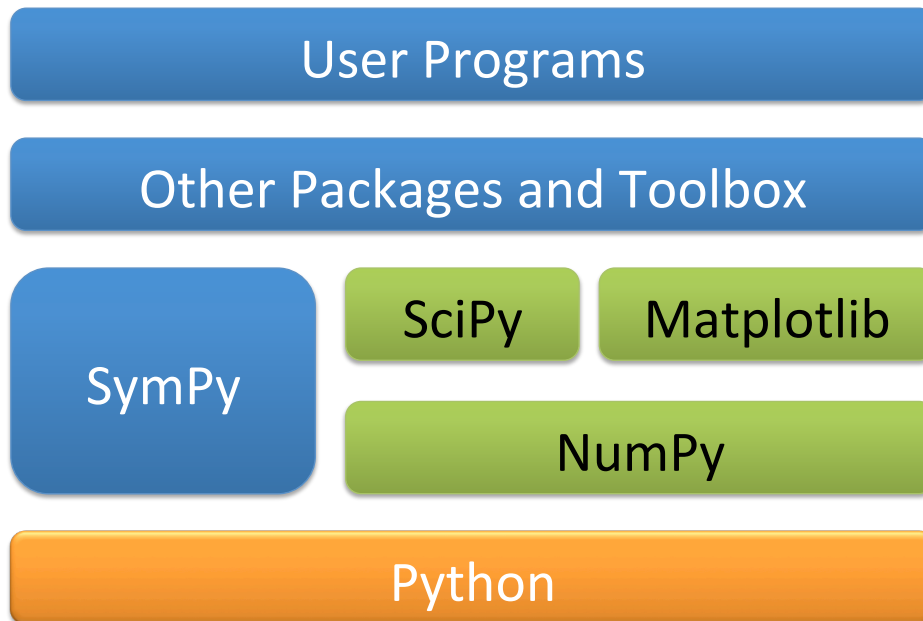 User Programs
Other Packages and Toolbox
SymPy
SciPy
Matplotlib
NumPy
Python